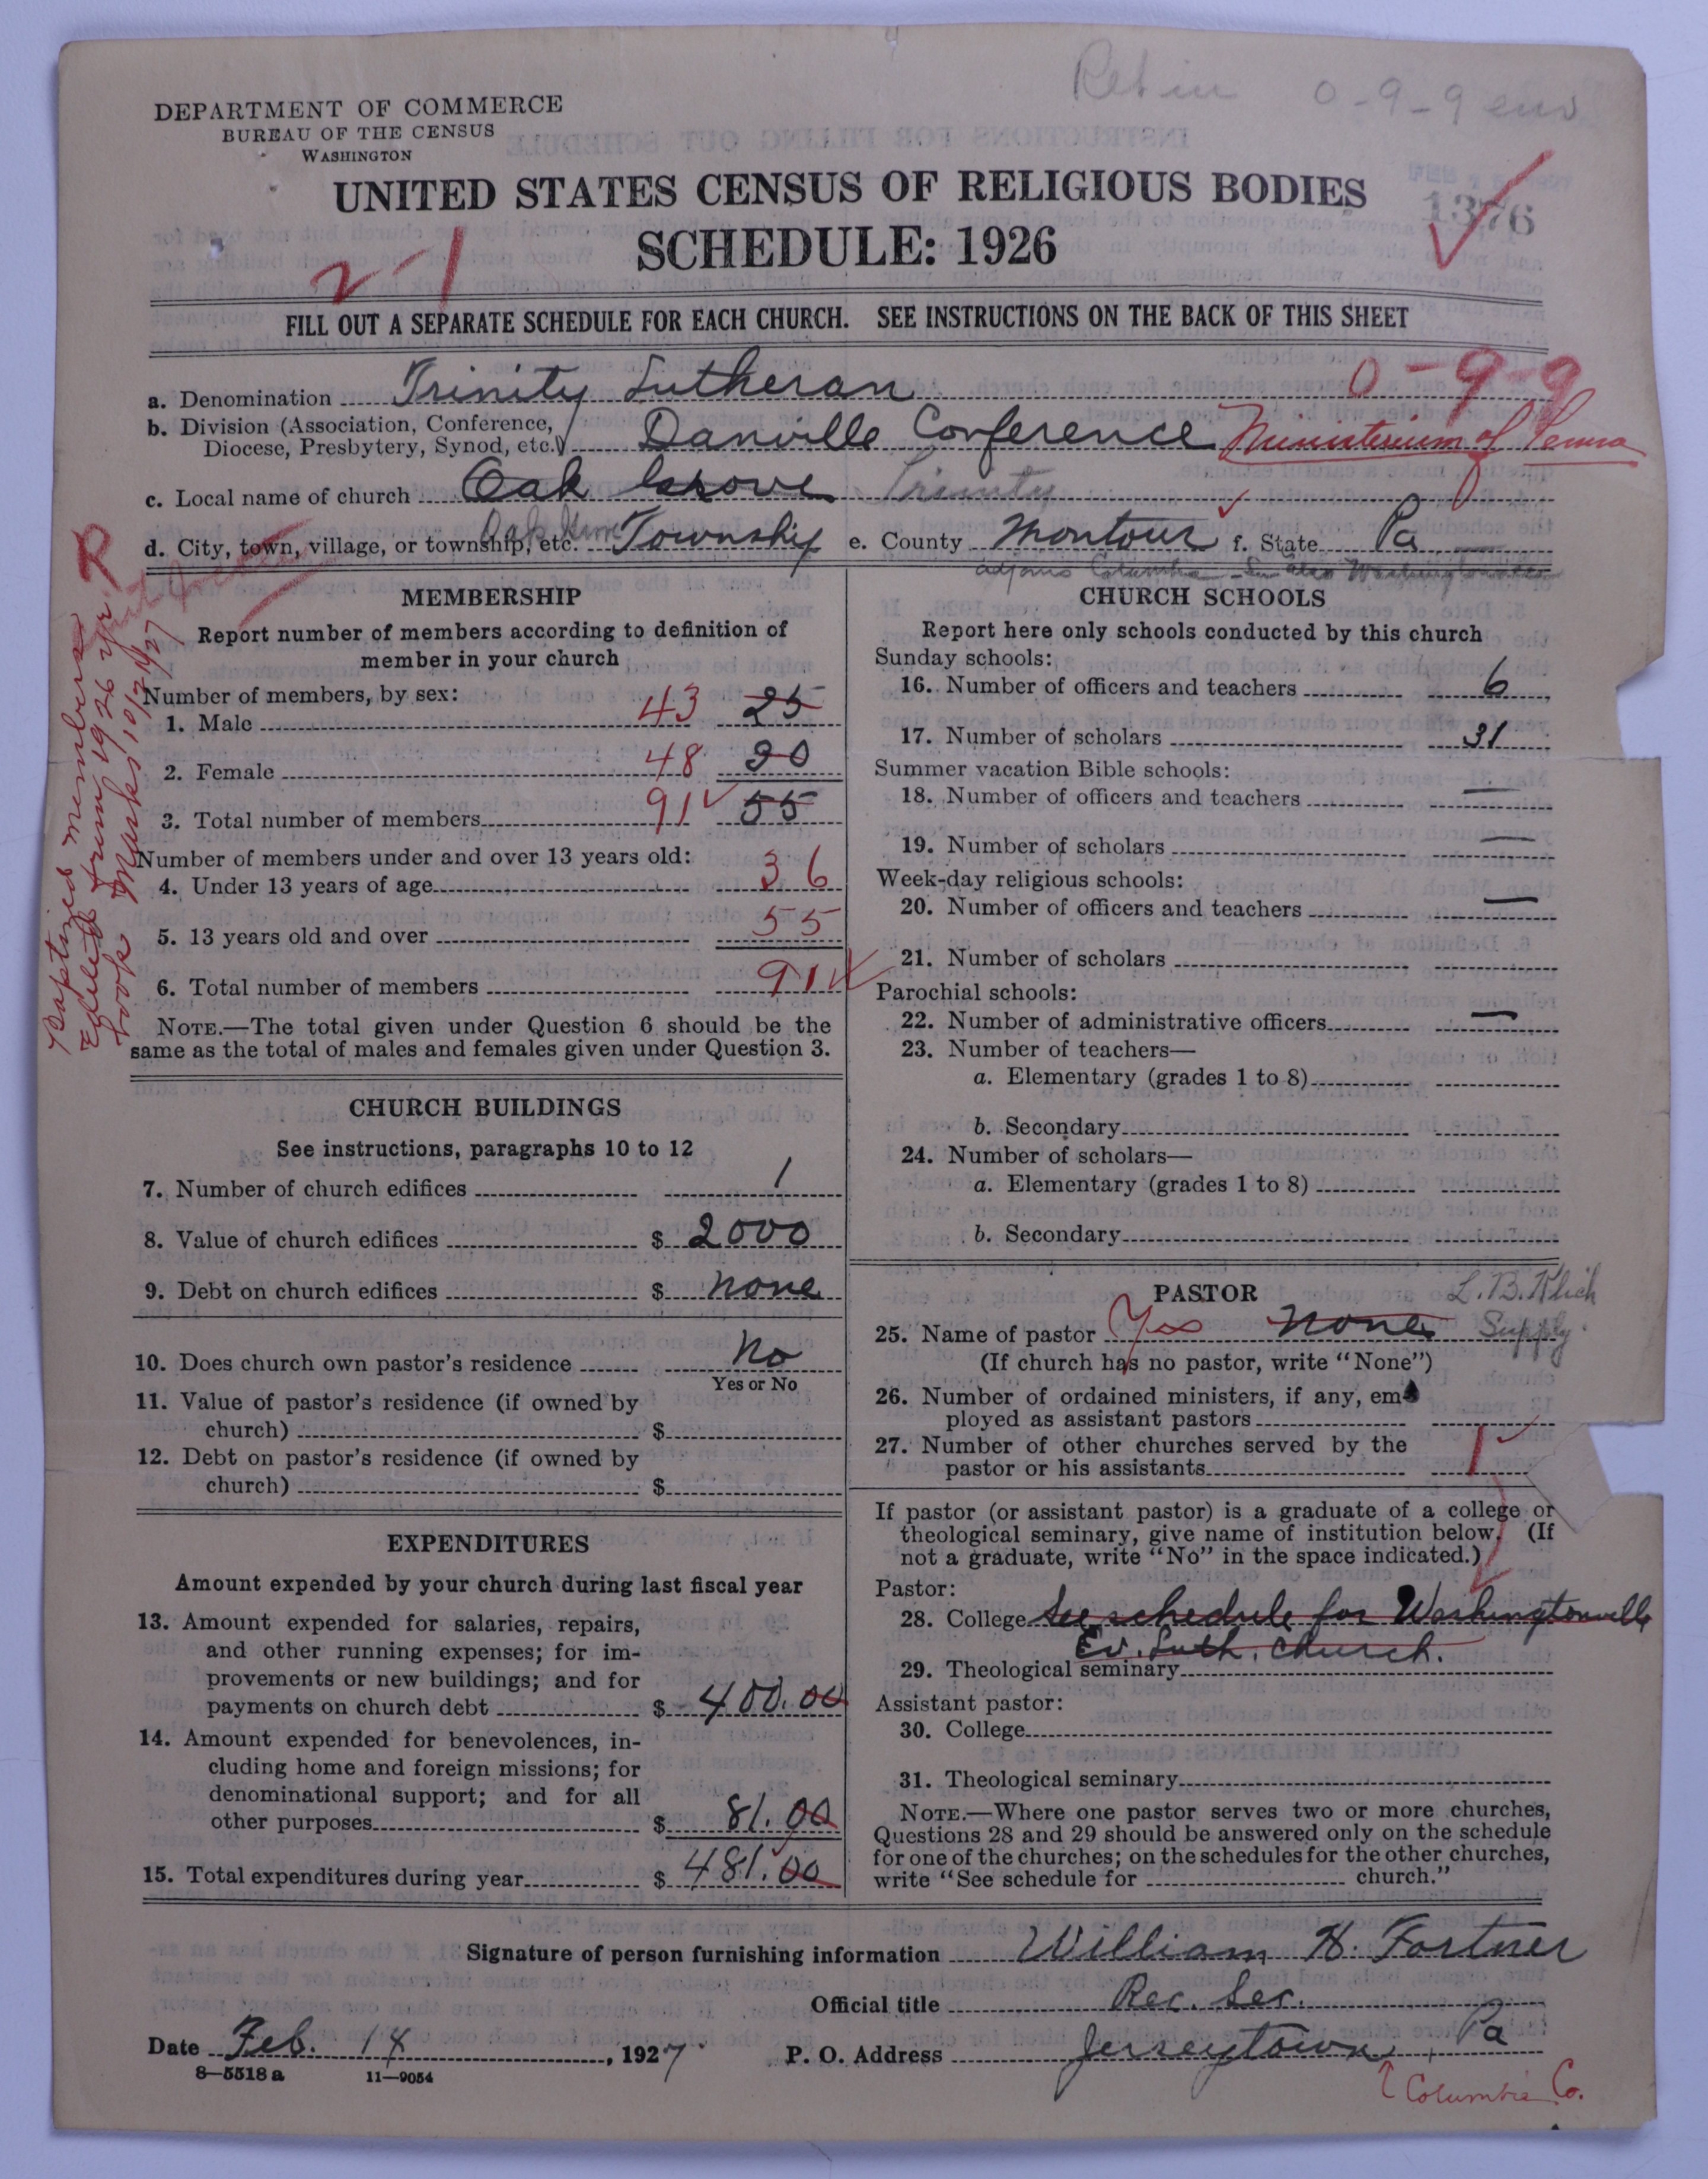 Ret in 0-9-9 env
DEPARTMENT OF COMMERCE
BUREAU OF THE CENSUS
WASHINGTON
UNITED STATES CENSUS OF RELIGIOUS BODIES
1376
SCHEDULE: 1926
2-1
FILL OUT A SEPARATE SCHEDULE FOR EACH CHURCH. SEE INSTRUCTIONS ON THE BACK OF THIS SHEET
a. Denomination Trinity Lutheran 0-9-9
b. Division (Association, Conference, Diocese, Presbytery, Synod, etc.) Danville Conference Ministerium of Penna
c. Local name of church Oak Grove Trinity
d. City, town, village, or township, etc. Oak Grove Township e. County Montour f. State Pa
adjoins Columbia - See also Washingtonville
R
Baptized members
Edited from 1926 Yr.
book Marks, 10/24/27
MEMBERSHIP
Report number of members according to definition of
member in your church
Number of members, by sex:
1. Male 43 25
2. Female 48 30
3. Total number of members 91 55
Number of members under and over 13 years old:
4. Under 13 years of age 36
5. 13 years old and over 55
6. Total number of members 91
NOTE.—The total given under Question 6 should be the
same as the total of males and females given under Question 3.
CHURCH BUILDINGS
See instructions, paragraphs 10 to 12
7. Number of church edifices 1
8. Value of church edifices $ 2000
9. Debt on church edifices $ none
10. Does church own pastor's residence No
Yes or No
11. Value of pastor's residence (if owned by
church) $
12. Debt on pastor's residence (if owned by
church) $
EXPENDITURES
Amount expended by your church during last fiscal year
13. Amount expended for salaries, repairs,
and other running expenses; for im-
provements or new buildings; and for
payments on church debt $ 400.00
14. Amount expended for benevolences, in-
cluding home and foreign missions; for
denominational support; and for all
other purposes $ 81.00
15. Total expenditures during year $ 481.00
CHURCH SCHOOLS
Report here only schools conducted by this church
Sunday schools:
16. Number of officers and teachers 6
17. Number of scholars 31
Summer vacation Bible schools:
18. Number of officers and teachers —
19. Number of scholars —
Week-day religious schools:
20. Number of officers and teachers —
21. Number of scholars
Parochial schools:
22. Number of administrative officers —
23. Number of teachers—
a. Elementary (grades 1 to 8)
b. Secondary
24. Number of scholars—
a. Elementary (grades 1 to 8)
b. Secondary
PASTOR L. B. Klick
25. Name of pastor Yes None Supply
(If church has no pastor, write "None")
26. Number of ordained ministers, if any, em-
ployed as assistant pastors
27. Number of other churches served by the
pastor or his assistants 1
If pastor (or assistant pastor) is a graduate of a college or
theological seminary, give name of institution below. (If
not a graduate, write "No" in the space indicated.)
Pastor:
28. College See schedule for Washingtonville
Ev. Luth. Church.
29. Theological seminary
Assistant pastor:
30. College
31. Theological seminary
NOTE.—Where one pastor serves two or more churches,
Questions 28 and 29 should be answered only on the schedule
for one of the churches; on the schedules for the other churches,
write "See schedule for church."
Signature of person furnishing information William H. Fortner
Official title Rec. Sec.
Date Feb. 14, 1927 P. O. Address Jerseytown, Pa
8—5518 a 11—9054
Columbia Co.